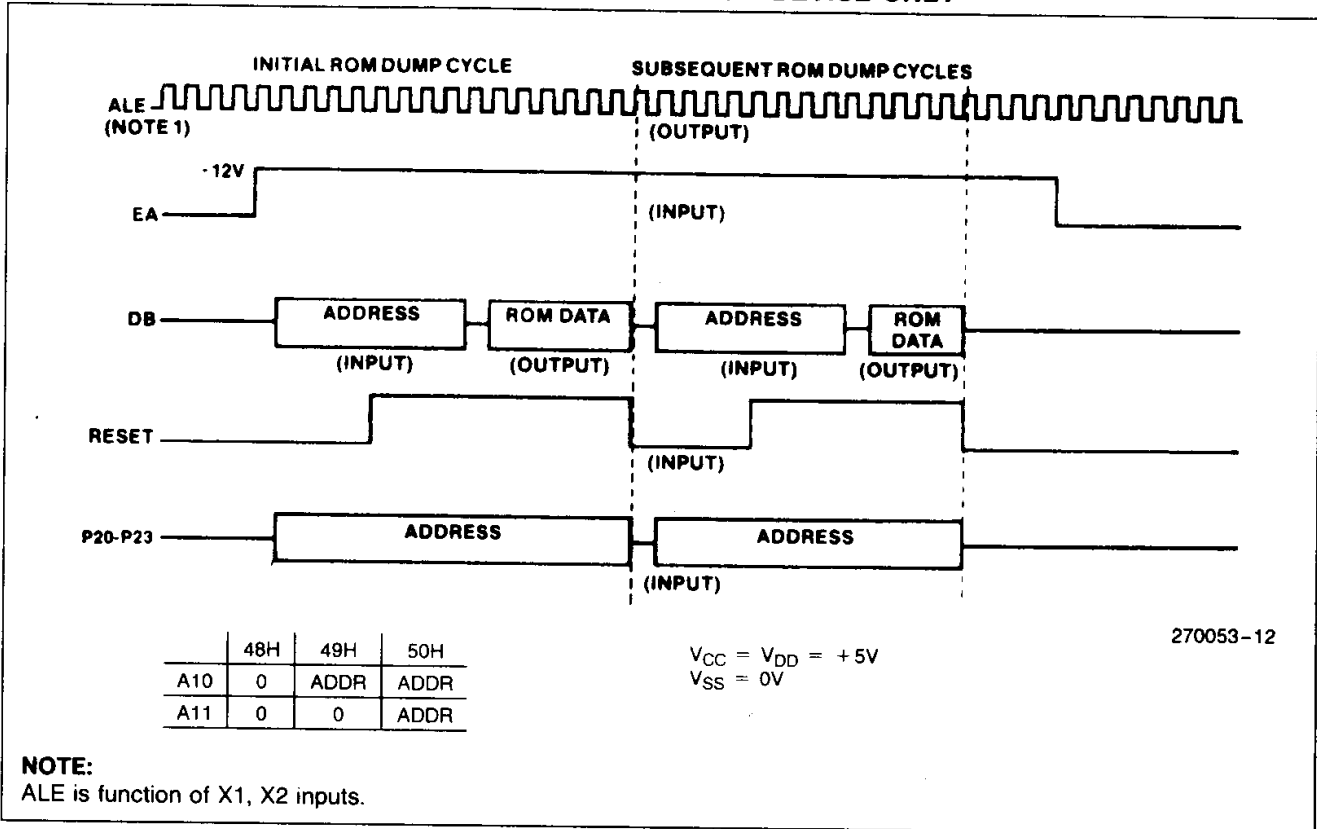 INITIAL ROM DUMP CYCLE
SUBSEQUENT ROM DUMP CYCLES
ALE
(NOTE 1)
(OUTPUT)
-12V
EA
(INPUT)
DB
ADDRESS
ROM DATA
ADDRESS
ROM
DATA
(INPUT)
(OUTPUT)
(INPUT)
(OUTPUT)
RESET
(INPUT)
P20-P23
ADDRESS
ADDRESS
(INPUT)
270053-12
48H 49H 50H
A10 0 ADDR ADDR
A11 0 0 ADDR
VCC = VDD = +5V
VSS = 0V
NOTE:
ALE is function of X1, X2 inputs.